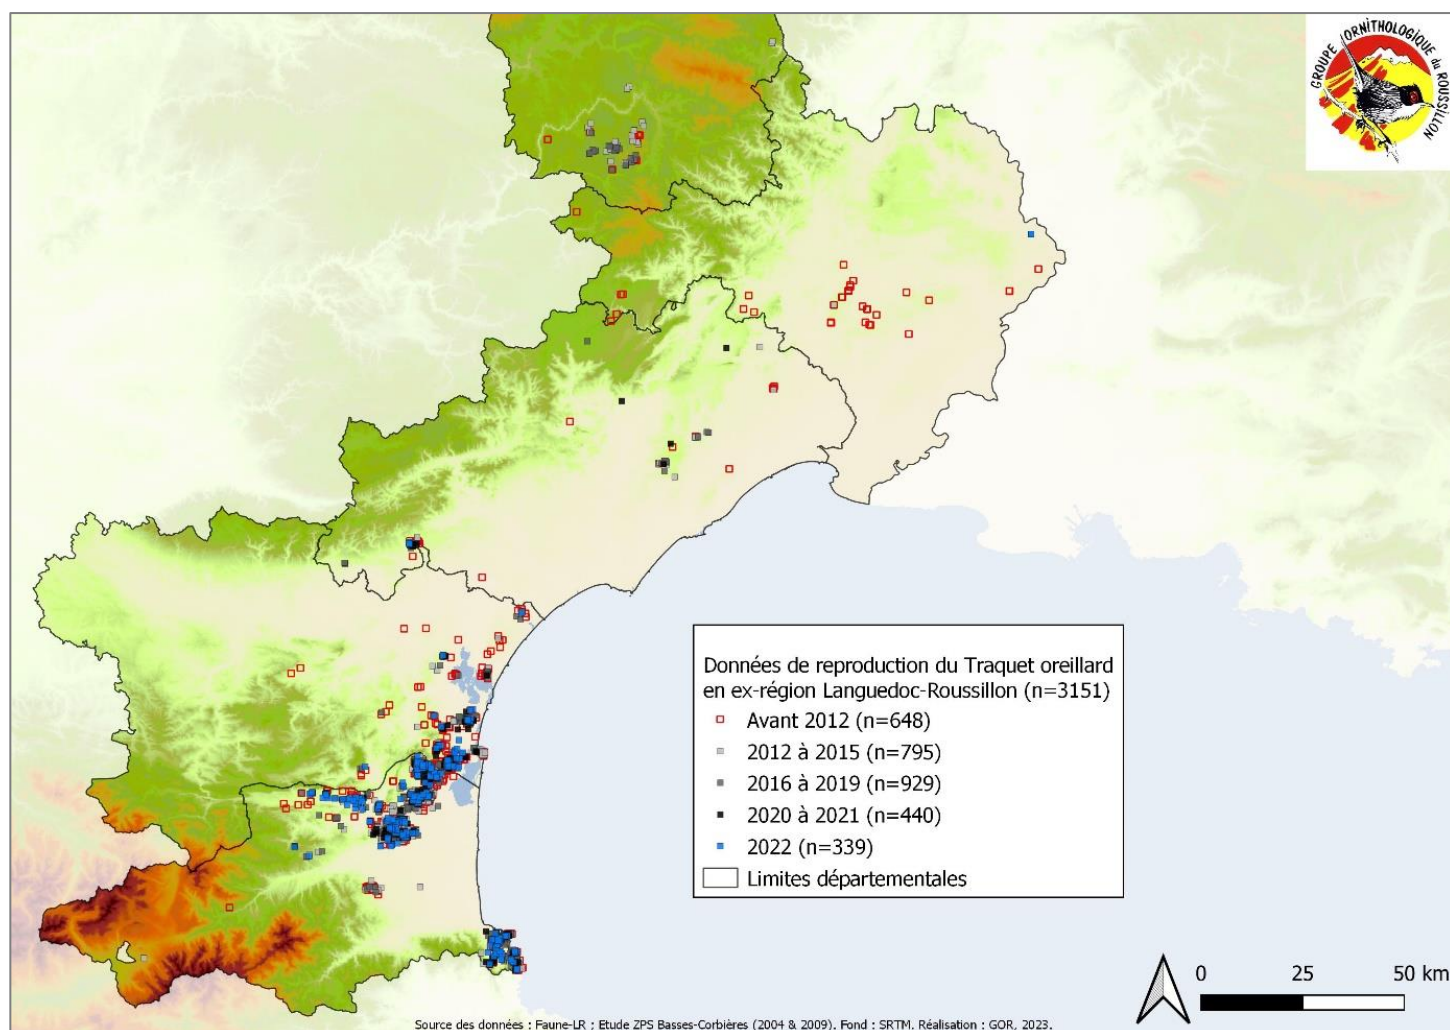 GROUPE ORNITHOLOGIQUE du ROUSSILLON
Données de reproduction du Traquet oreillard
en ex-région Languedoc-Roussillon (n=3151)
Avant 2012 (n=648)
2012 à 2015 (n=795)
2016 à 2019 (n=929)
2020 à 2021 (n=440)
2022 (n=339)
Limites départementales
0 25 50 km
Source des données : Faune-LR ; Etude ZPS Basses-Corbières (2004 & 2009). Fond : SRTM. Réalisation : GOR, 2023.